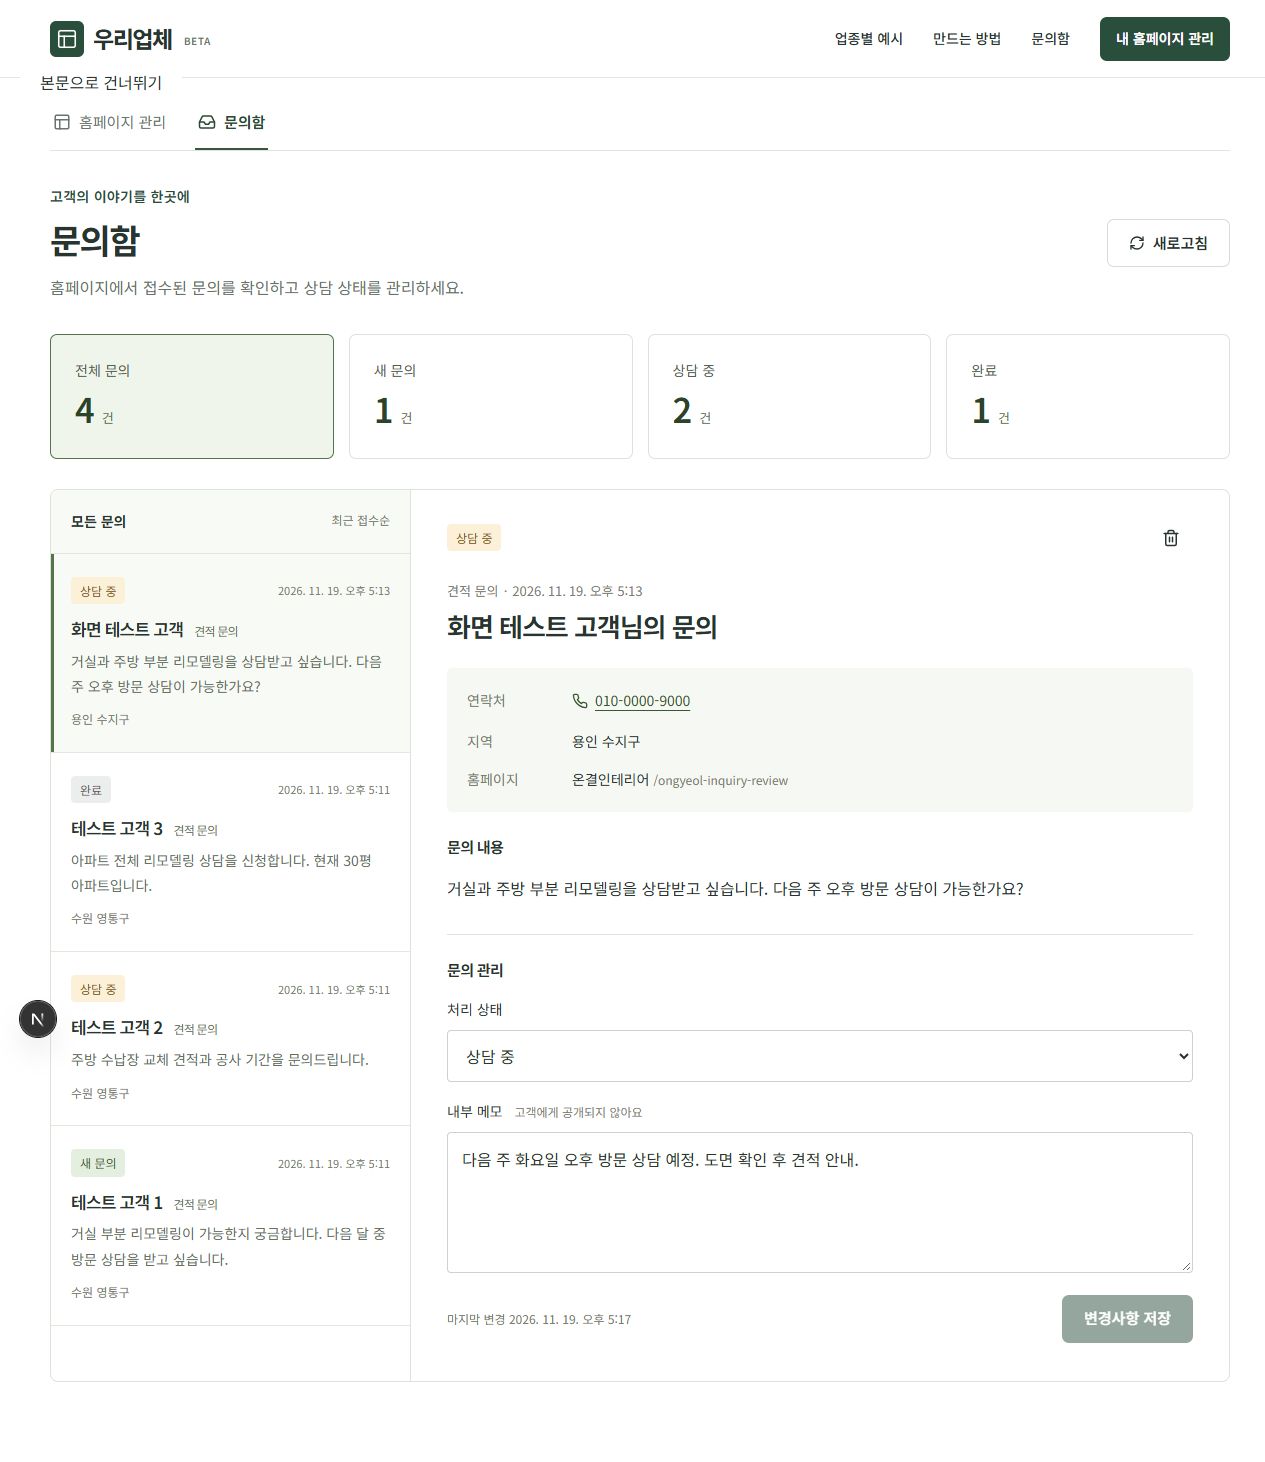 우리업체 BETA
업종별 예시 만드는 방법 문의함 내 홈페이지 관리
본문으로 건너뛰기
홈페이지 관리 문의함
고객의 이야기를 한곳에
문의함
새로고침
홈페이지에서 접수된 문의를 확인하고 상담 상태를 관리하세요.
전체 문의
4 건
새 문의
1 건
상담 중
2 건
완료
1 건
모든 문의 최근 접수순
상담 중 2026. 11. 19. 오후 5:13
화면 테스트 고객 견적 문의
거실과 주방 부분 리모델링을 상담받고 싶습니다. 다음
주 오후 방문 상담이 가능한가요?
용인 수지구
완료 2026. 11. 19. 오후 5:11
테스트 고객 3 견적 문의
아파트 전체 리모델링 상담을 신청합니다. 현재 30평
아파트입니다.
수원 영통구
상담 중 2026. 11. 19. 오후 5:11
테스트 고객 2 견적 문의
주방 수납장 교체 견적과 공사 기간을 문의드립니다.
수원 영통구
새 문의 2026. 11. 19. 오후 5:11
테스트 고객 1 견적 문의
거실 부분 리모델링이 가능한지 궁금합니다. 다음 달 중
방문 상담을 받고 싶습니다.
수원 영통구
상담 중
견적 문의 · 2026. 11. 19. 오후 5:13
화면 테스트 고객님의 문의
연락처 010-0000-9000
지역 용인 수지구
홈페이지 온결인테리어 /ongyeol-inquiry-review
문의 내용
거실과 주방 부분 리모델링을 상담받고 싶습니다. 다음 주 오후 방문 상담이 가능한가요?
문의 관리
처리 상태
상담 중
내부 메모 고객에게 공개되지 않아요
다음 주 화요일 오후 방문 상담 예정. 도면 확인 후 견적 안내.
마지막 변경 2026. 11. 19. 오후 5:17
변경사항 저장
N